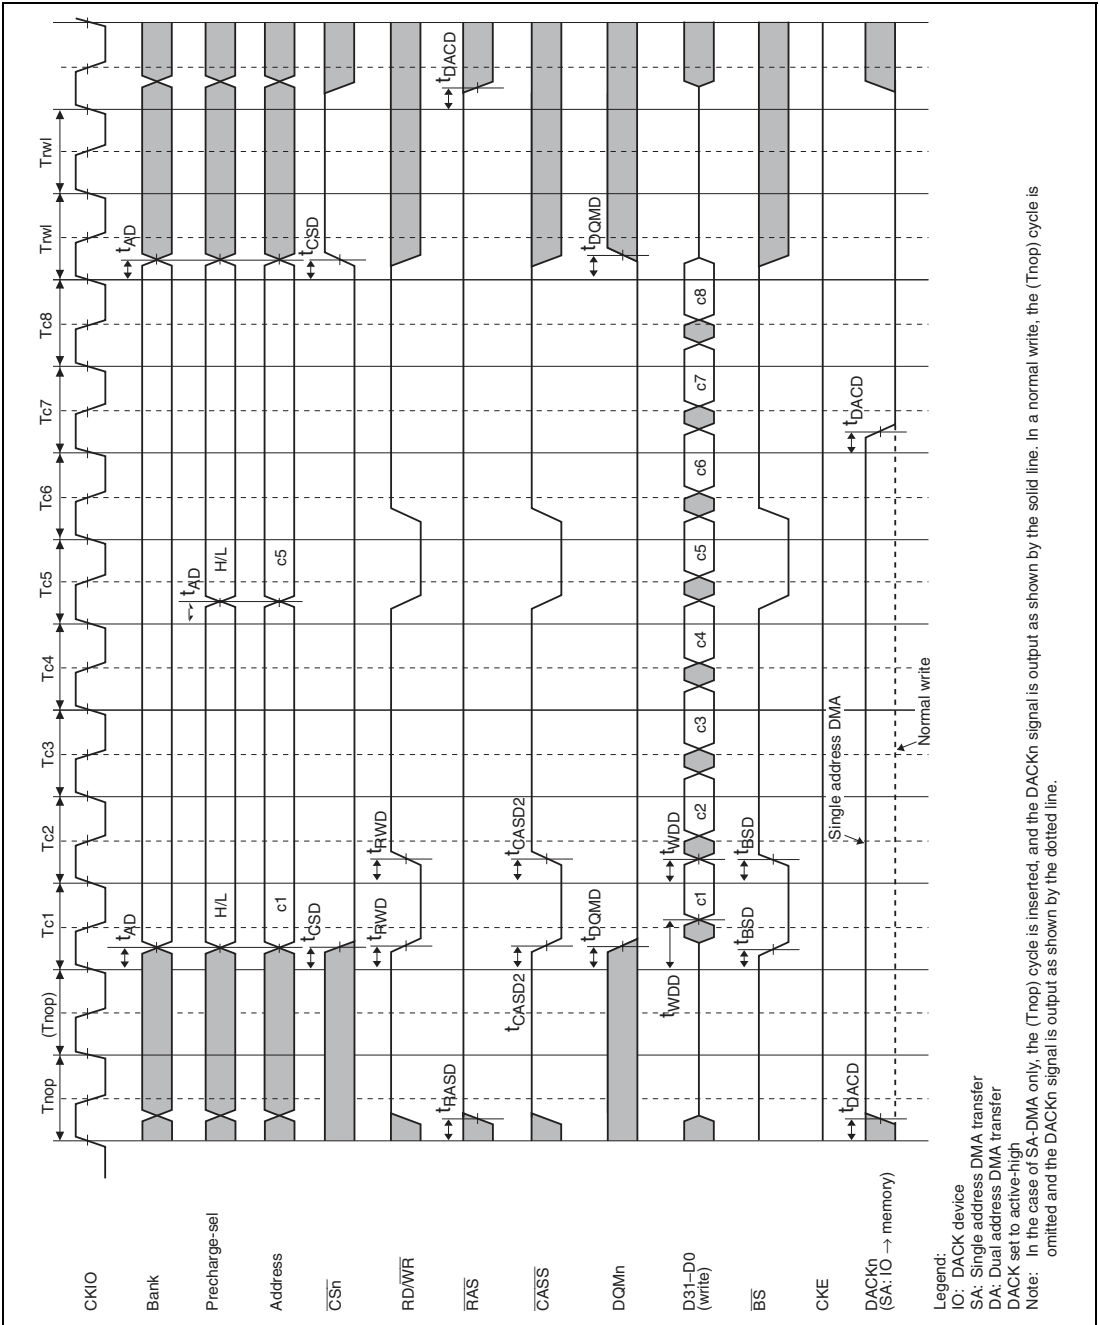 Tnop
(Tnop)
Tc1
Tc2
Tc3
Tc4
Tc5
Tc6
Tc7
Tc8
Trwl
Trwl
CKIO
Bank
tAD
tAD
Precharge-sel
H/L
tAD
H/L
Address
c1
c5
CSn
tCSD
tCSD
RD/WR
tRWD
tRWD
RAS
tRASD
tDACD
CASS
tCASD2
tCASD2
DQMn
tDQMD
tDQMD
D31–D0
(write)
tWDD
tWDD
c1
c2
c3
c4
c5
c6
c7
c8
BS
tBSD
tBSD
CKE
DACKn
(SA: IO → memory)
tDACD
Single address DMA
tDACD
Normal write
Legend:
IO: DACK device
SA: Single address DMA transfer
DA: Dual address DMA transfer
DACK set to active-high
Note: In the case of SA-DMA only, the (Tnop) cycle is inserted, and the DACKn signal is output as shown by the solid line. In a normal write, the (Tnop) cycle is
omitted and the DACKn signal is output as shown by the dotted line.